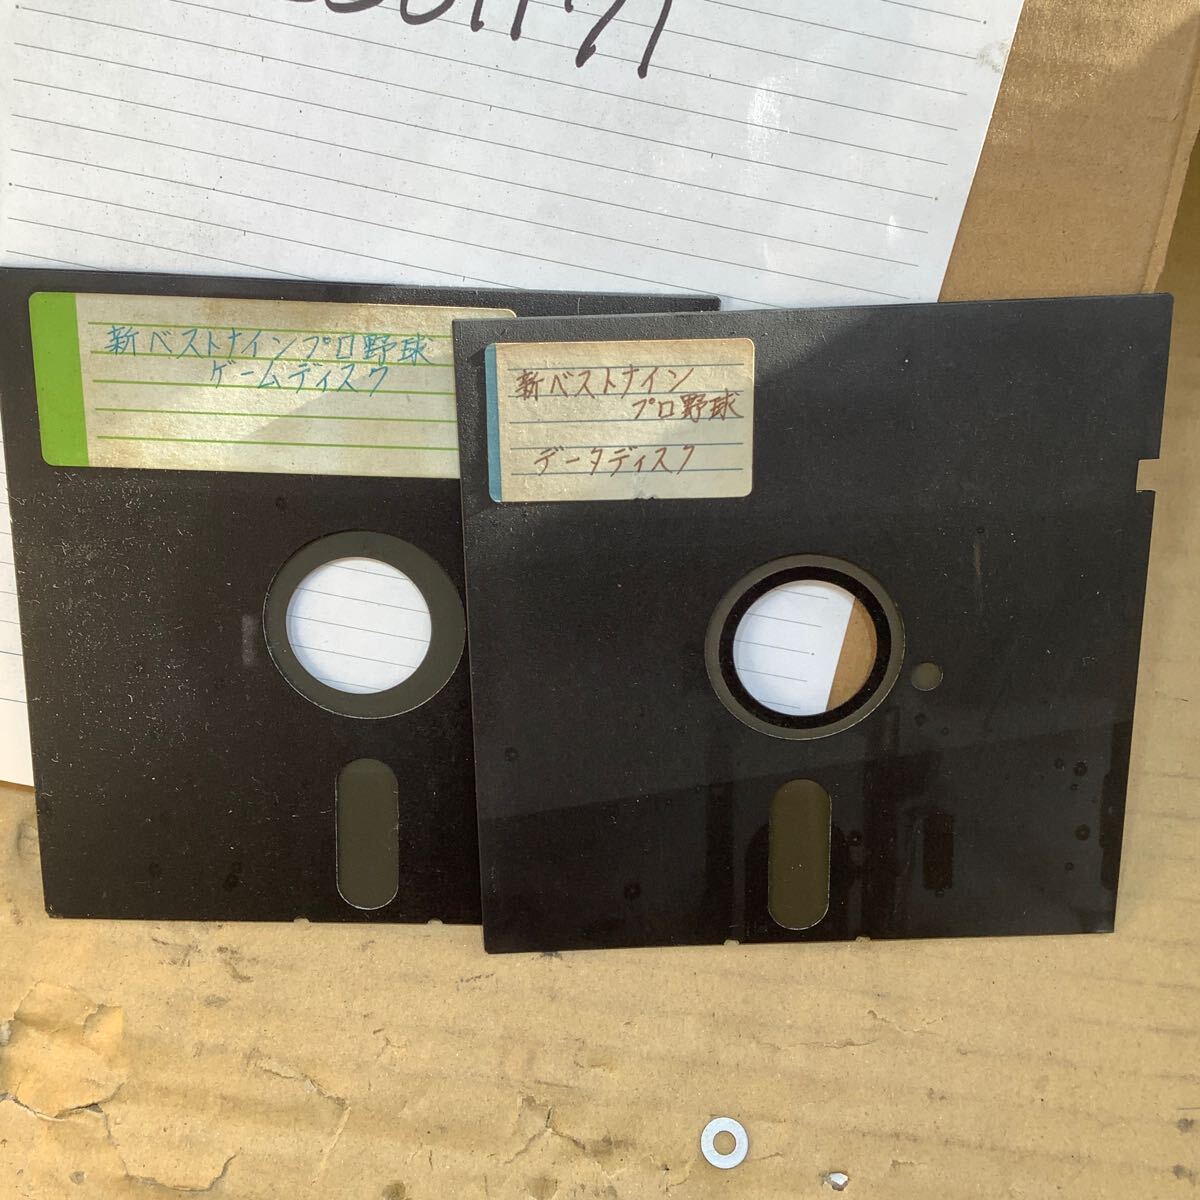 新ベストナインプロ野球
ゲームディスク
新ベストナイン
プロ野球
データディスク